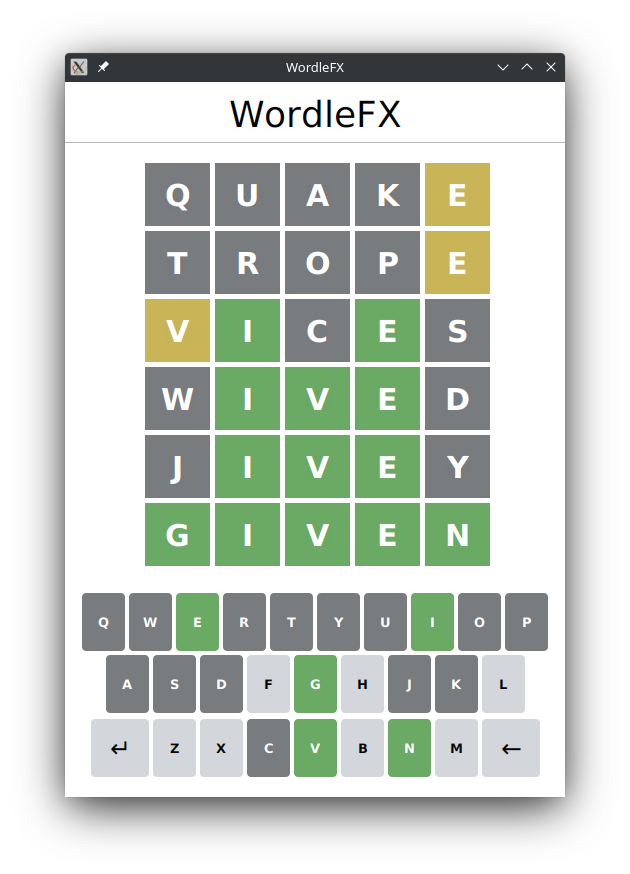 WordleFX
WordleFX
Q U A K E
T R O P E
V I C E S
W I V E D
J I V E Y
G I V E N
Q W E R T Y U I O P
A S D F G H J K L
↵ Z X C V B N M ←